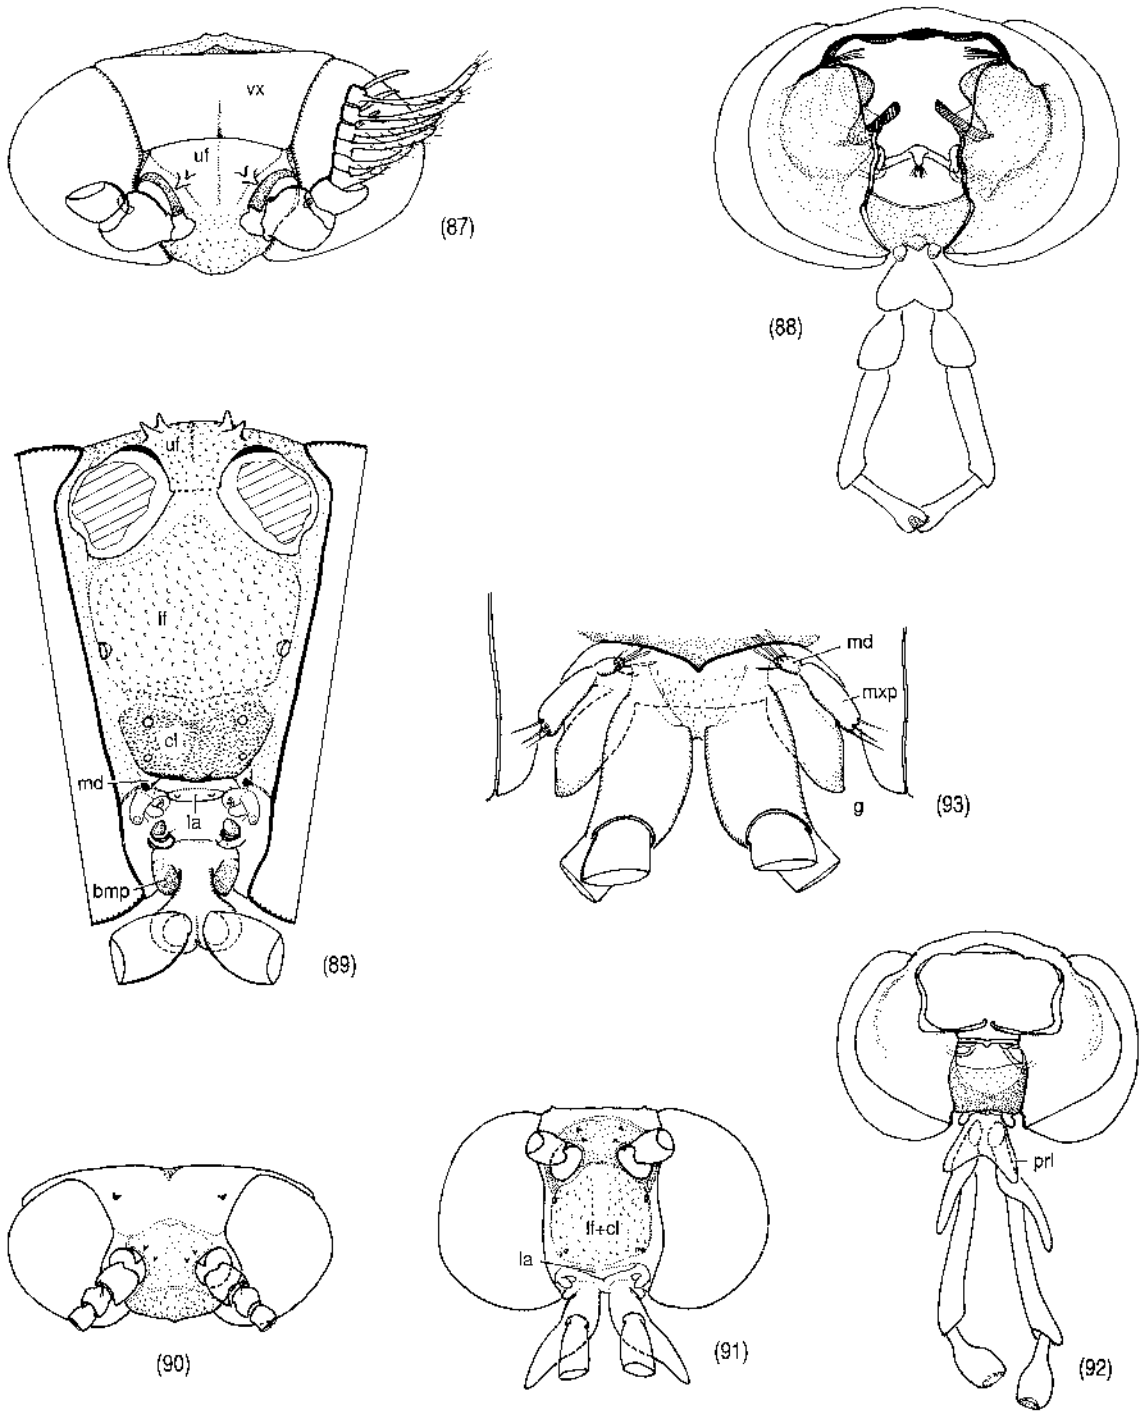 vx
uf
(87)
(88)
uf
lf
cl
md
la
bmp
(89)
md
mxp
g
(93)
prl
lf+cl
la
(90)
(91)
(92)